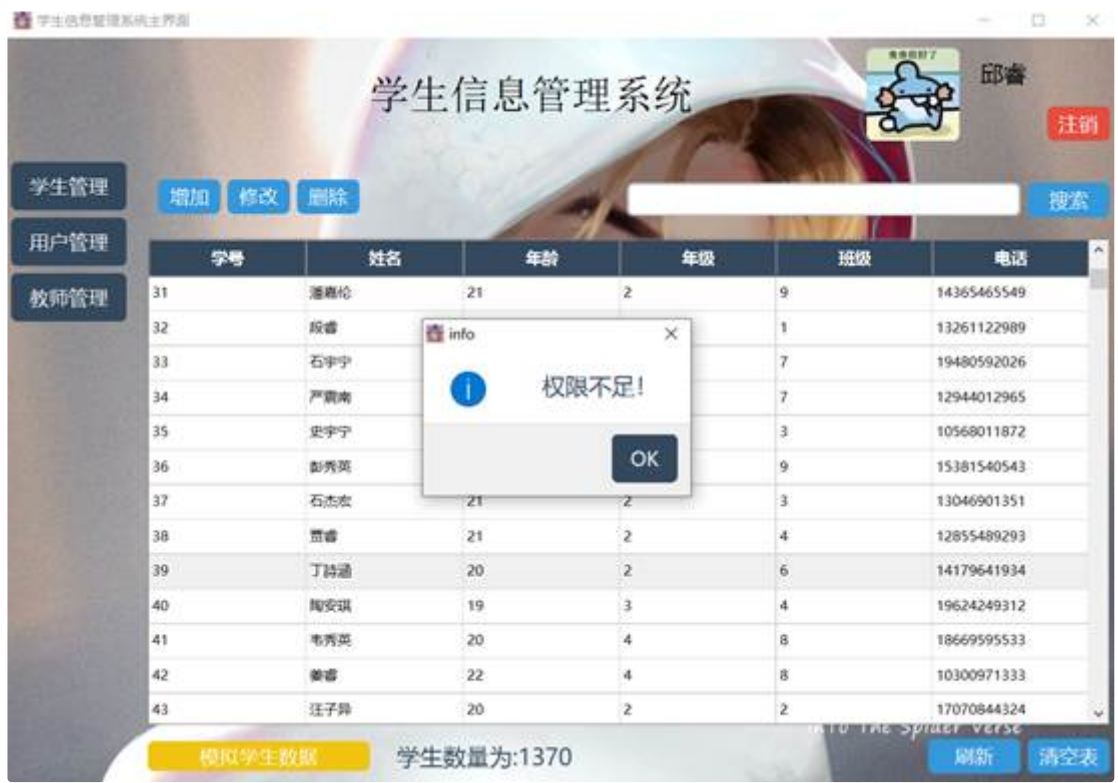 学生信息管理系统主界面
学生信息管理系统
邱睿
注销
学生管理
用户管理
教师管理
增加 修改 删除
搜索
学号 姓名 年龄 年级 班级 电话
31 潘嘉伦 21 2 9 14365465549
32 段睿 1 13261122989
33 石宇宁 7 19480592026
34 严震南 7 12944012965
35 史宇宁 3 10568011872
36 彭秀英 9 15381540543
37 石杰宏 21 2 3 13046901351
38 贾睿 21 2 4 12855489293
39 丁詩涵 20 2 6 14179641934
40 陶安琪 19 3 4 19624249312
41 韦秀英 20 4 8 18669595533
42 姜睿 22 4 8 10300971333
43 汪子异 20 2 2 17070844324
info
权限不足!
OK
INTO The Spider Verse
模拟学生数据
学生数量为:1370
刷新
清空表